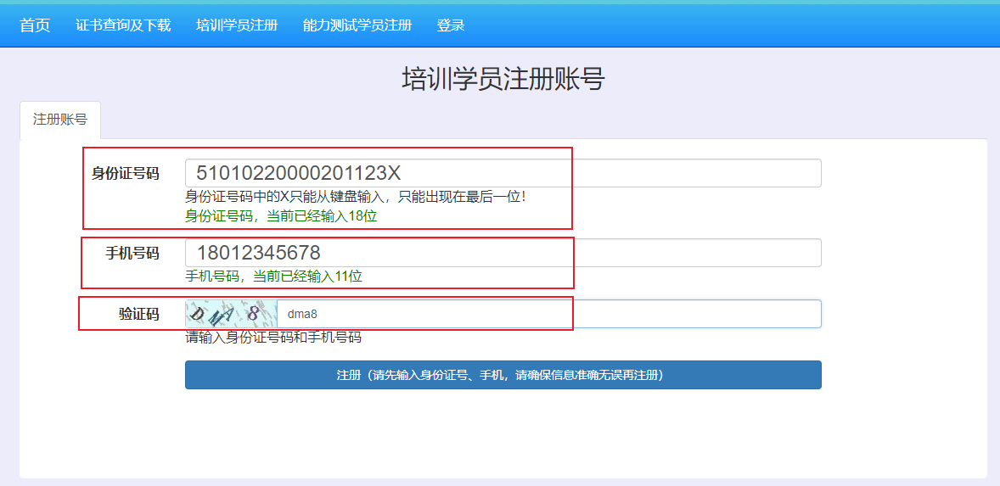 首页 证书查询及下载 培训学员注册 能力测试学员注册 登录
培训学员注册账号
注册账号
身份证号码 51010220000201123X
身份证号码中的X只能从键盘输入，只能出现在最后一位！
身份证号码，当前已经输入18位
手机号码 18012345678
手机号码，当前已经输入11位
验证码 DMA8 dma8
请输入身份证号码和手机号码
注册（请先输入身份证号、手机，请确保信息准确无误再注册）